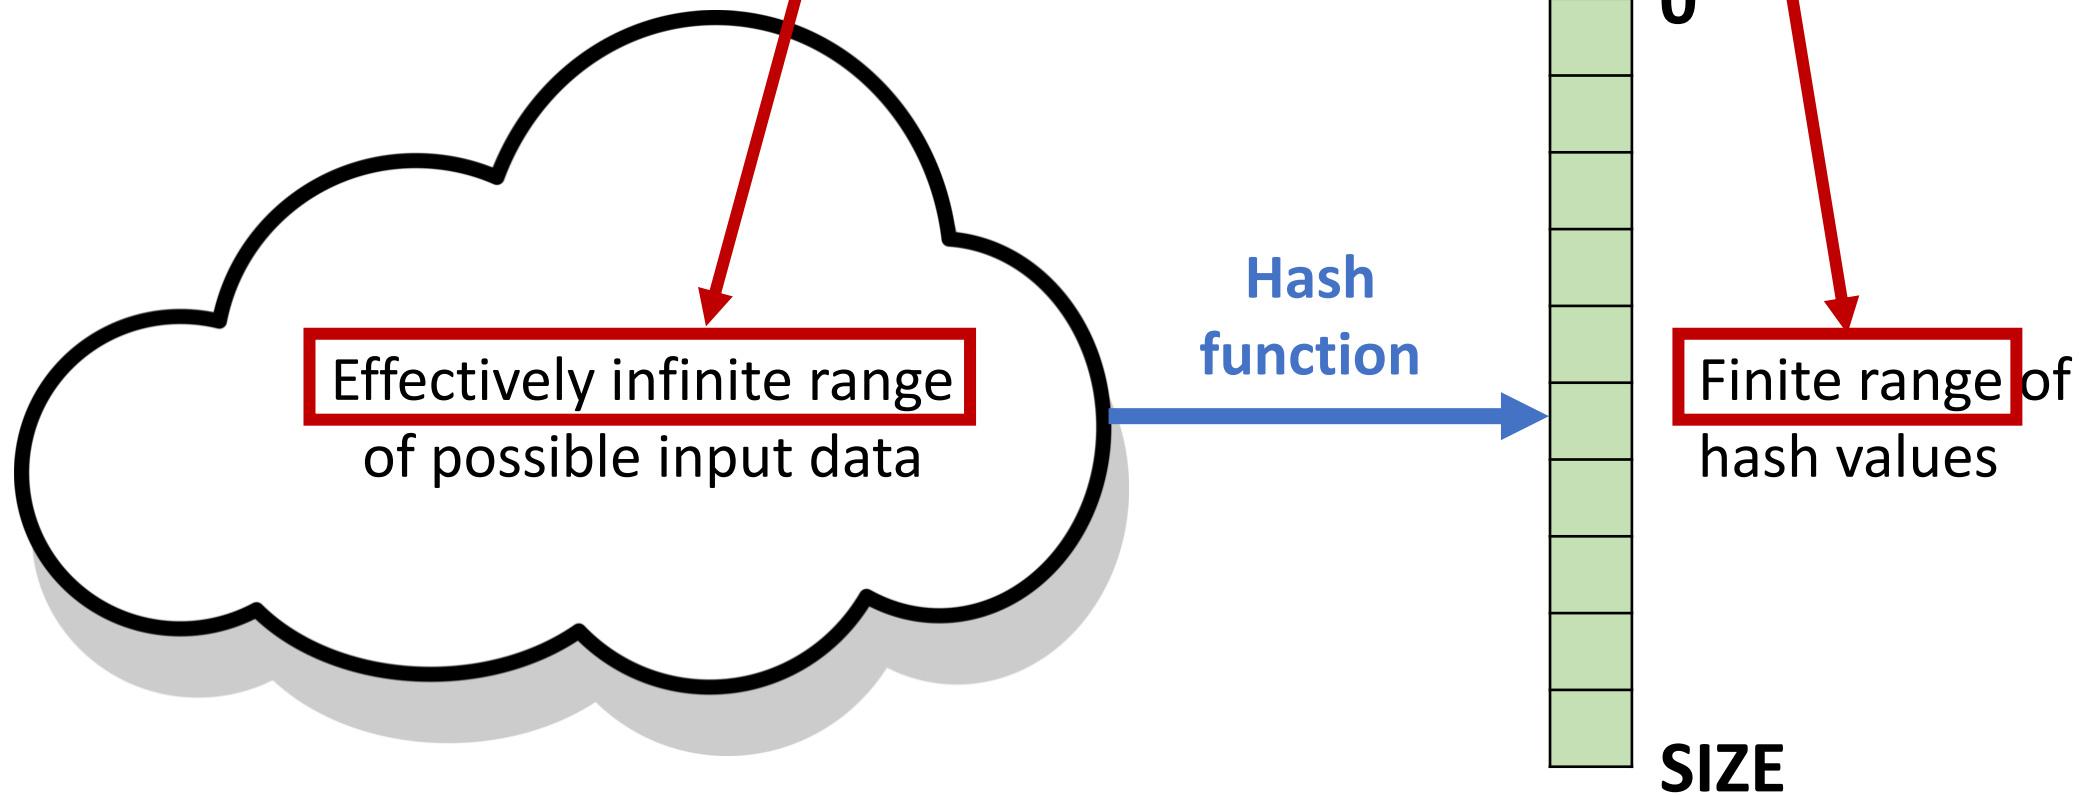 0
Hash
function
Effectively infinite range
of possible input data
Finite range of
hash values
SIZE